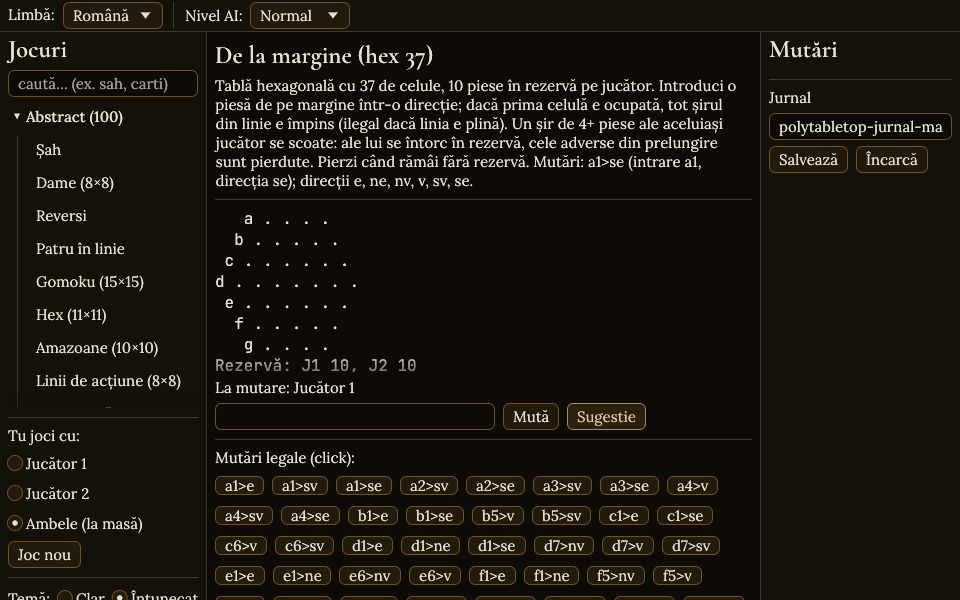 Limbă: Română ▼ Nivel AI: Normal ▼
Jocuri
caută... (ex. sah, carti)
▾ Abstract (100)
Șah
Dame (8×8)
Reversi
Patru în linie
Gomoku (15×15)
Hex (11×11)
Amazoane (10×10)
Linii de acțiune (8×8)
Tu joci cu:
Jucător 1
Jucător 2
Ambele (la masă)
Joc nou
Temă: Clar Întunecat
De la margine (hex 37)
Tablă hexagonală cu 37 de celule, 10 piese în rezervă pe jucător. Introduci o
piesă de pe margine într-o direcție; dacă prima celulă e ocupată, tot șirul
din linie e împins (ilegal dacă linia e plină). Un șir de 4+ piese ale aceluiași
jucător se scoate: ale lui se întorc în rezervă, cele adverse din prelungire
sunt pierdute. Pierzi când rămâi fără rezervă. Mutări: a1>se (intrare a1,
direcția se); direcții e, ne, nv, v, sv, se.
a . . . .
b . . . . .
c . . . . . .
d . . . . . . .
e . . . . . .
f . . . . .
g . . . .
Rezervă: J1 10, J2 10
La mutare: Jucător 1
Mută Sugestie
Mutări legale (click):
a1>e a1>sv a1>se a2>sv a2>se a3>sv a3>se a4>v
a4>sv a4>se b1>e b1>se b5>v b5>sv c1>e c1>se
c6>v c6>sv d1>e d1>ne d1>se d7>nv d7>v d7>sv
e1>e e1>ne e6>nv e6>v f1>e f1>ne f5>nv f5>v
Mutări
Jurnal
polytabletop-jurnal-ma
Salvează Încarcă